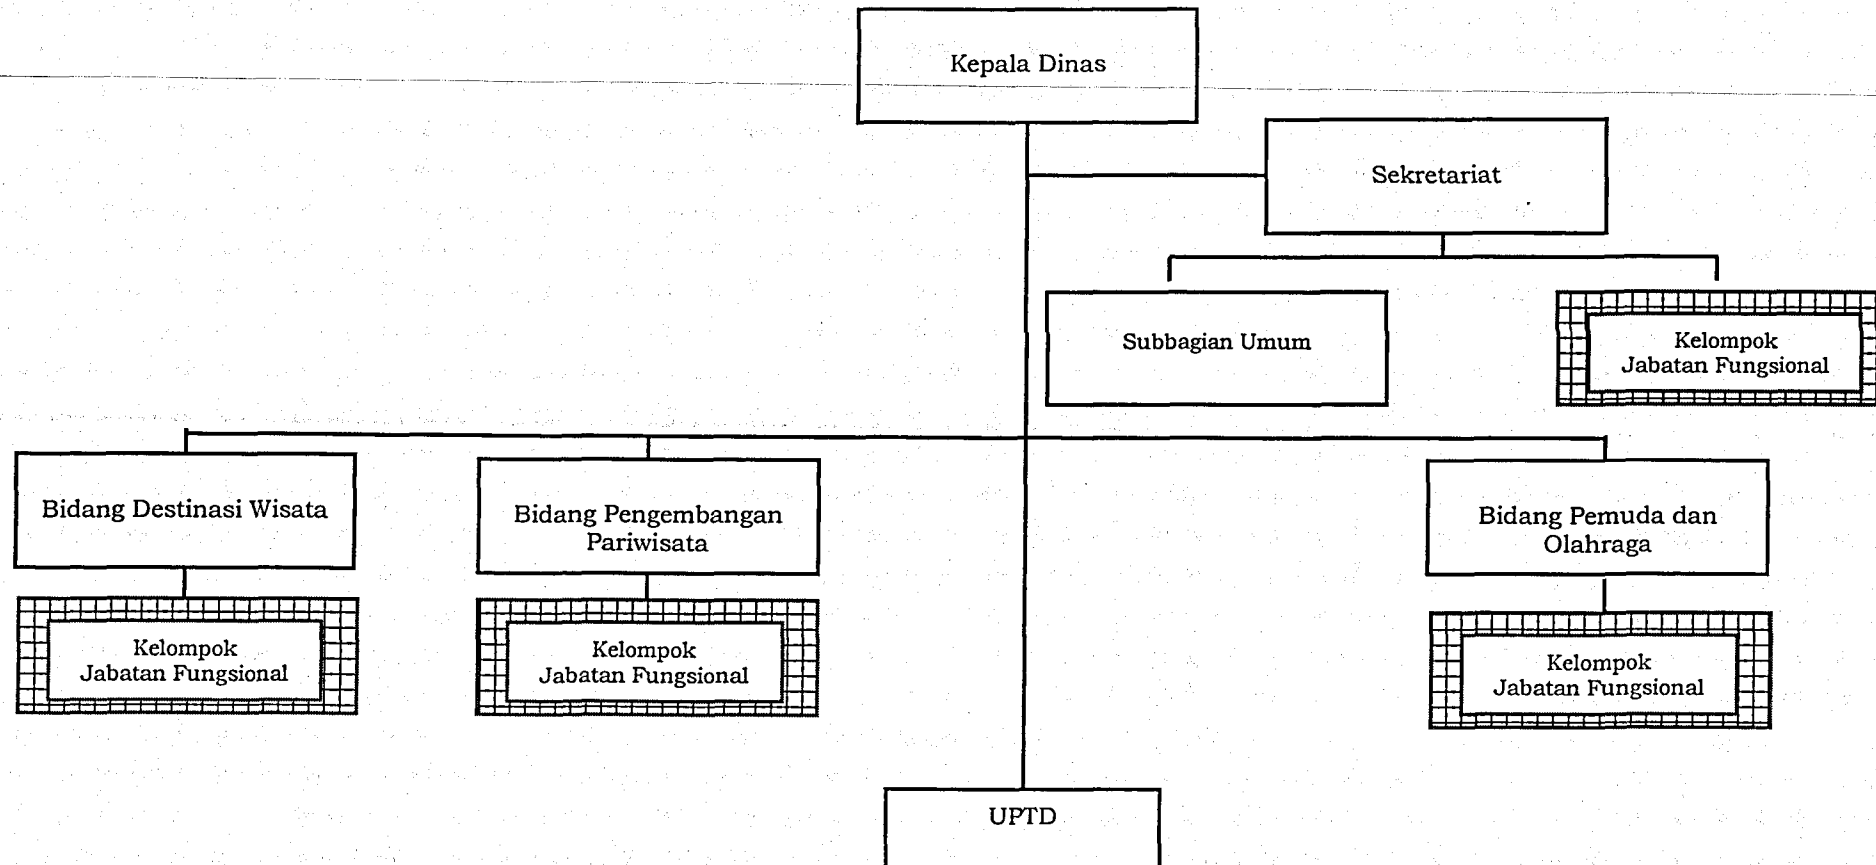 Kepala Dinas
Sekretariat
Subbagian Umum
Kelompok
Jabatan Fungsional
Bidang Destinasi Wisata
Bidang Pengembangan
Pariwisata
Bidang Pemuda dan
Olahraga
Kelompok
Jabatan Fungsional
Kelompok
Jabatan Fungsional
Kelompok
Jabatan Fungsional
UPTD